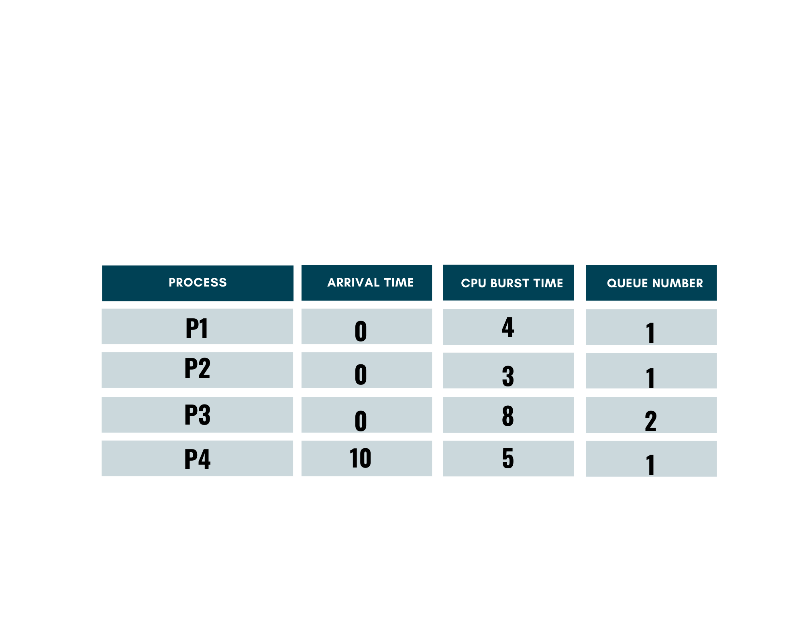 PROCESS ARRIVAL TIME CPU BURST TIME QUEUE NUMBER
P1 0 4 1
P2 0 3 1
P3 0 8 2
P4 10 5 1